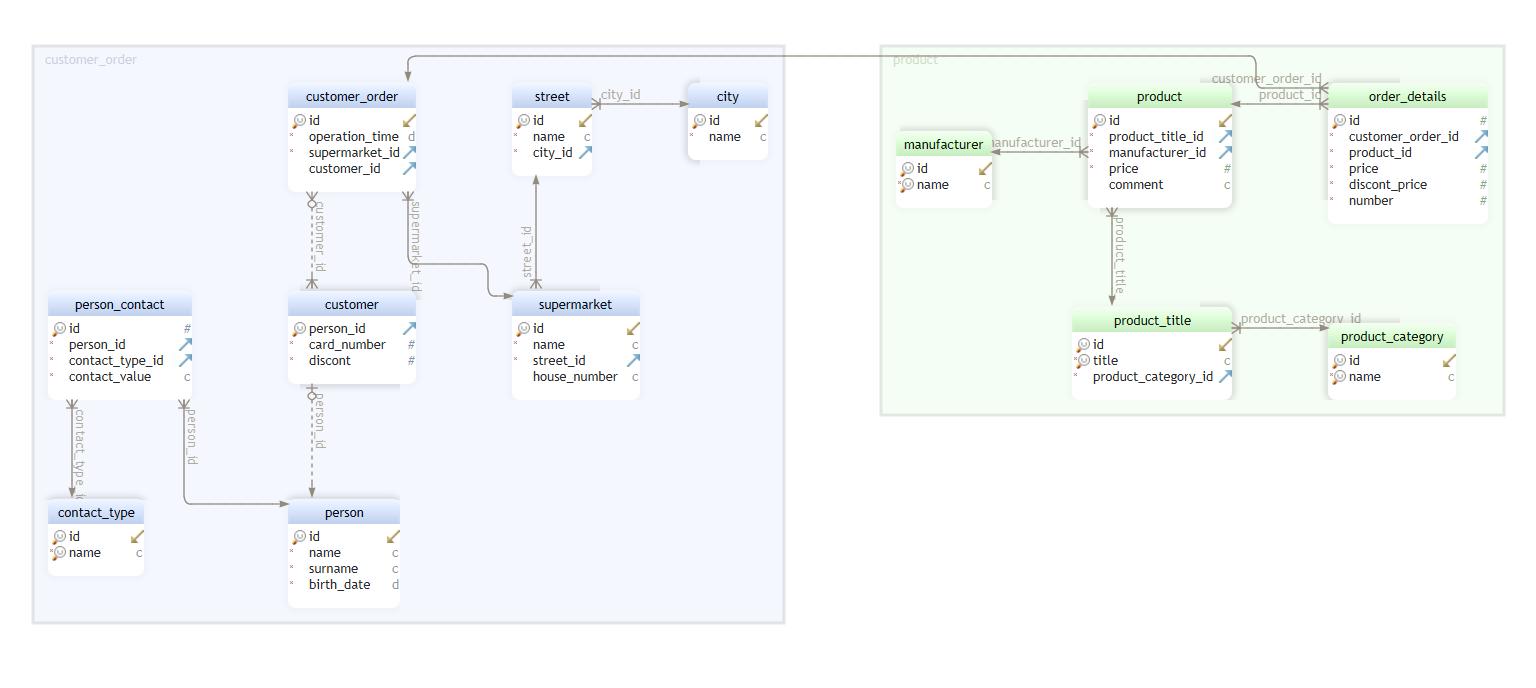 customer_order
customer_order
id
operation_time d
supermarket_id
customer_id
customer_id
supermarket_id
street
id
name c
city_id
city_id
city
id
name c
street_id
person_contact
id #
person_id
contact_type_id
contact_value c
customer
person_id
card_number #
discont #
supermarket
id
name c
street_id
house_number c
contact_type_id
person_id
person_id
contact_type
id
name c
person
id
name c
surname c
birth_date d
product
customer_order_id
product_id
manufacturer
id
name c
manufacturer_id
product
id
product_title_id
manufacturer_id
price #
comment c
order_details
id #
customer_order_id
product_id
price #
discont_price #
number #
product_title
product_title
id
title c
product_category_id
product_category_id
product_category
id
name c